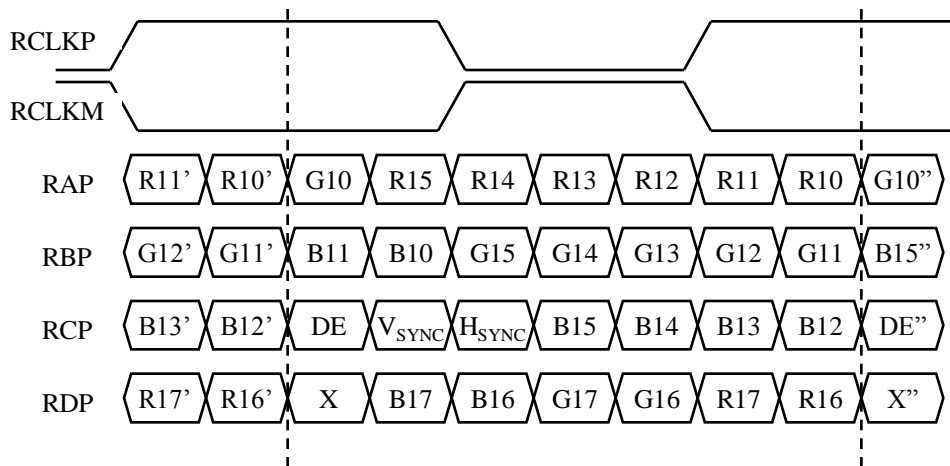 RCLKP
RCLKM
RAP R11’ R10’ G10 R15 R14 R13 R12 R11 R10 G10”
RBP G12’ G11’ B11 B10 G15 G14 G13 G12 G11 B15”
RCP B13’ B12’ DE VSYNC HSYNC B15 B14 B13 B12 DE”
RDP R17’ R16’ X B17 B16 G17 G16 R17 R16 X”